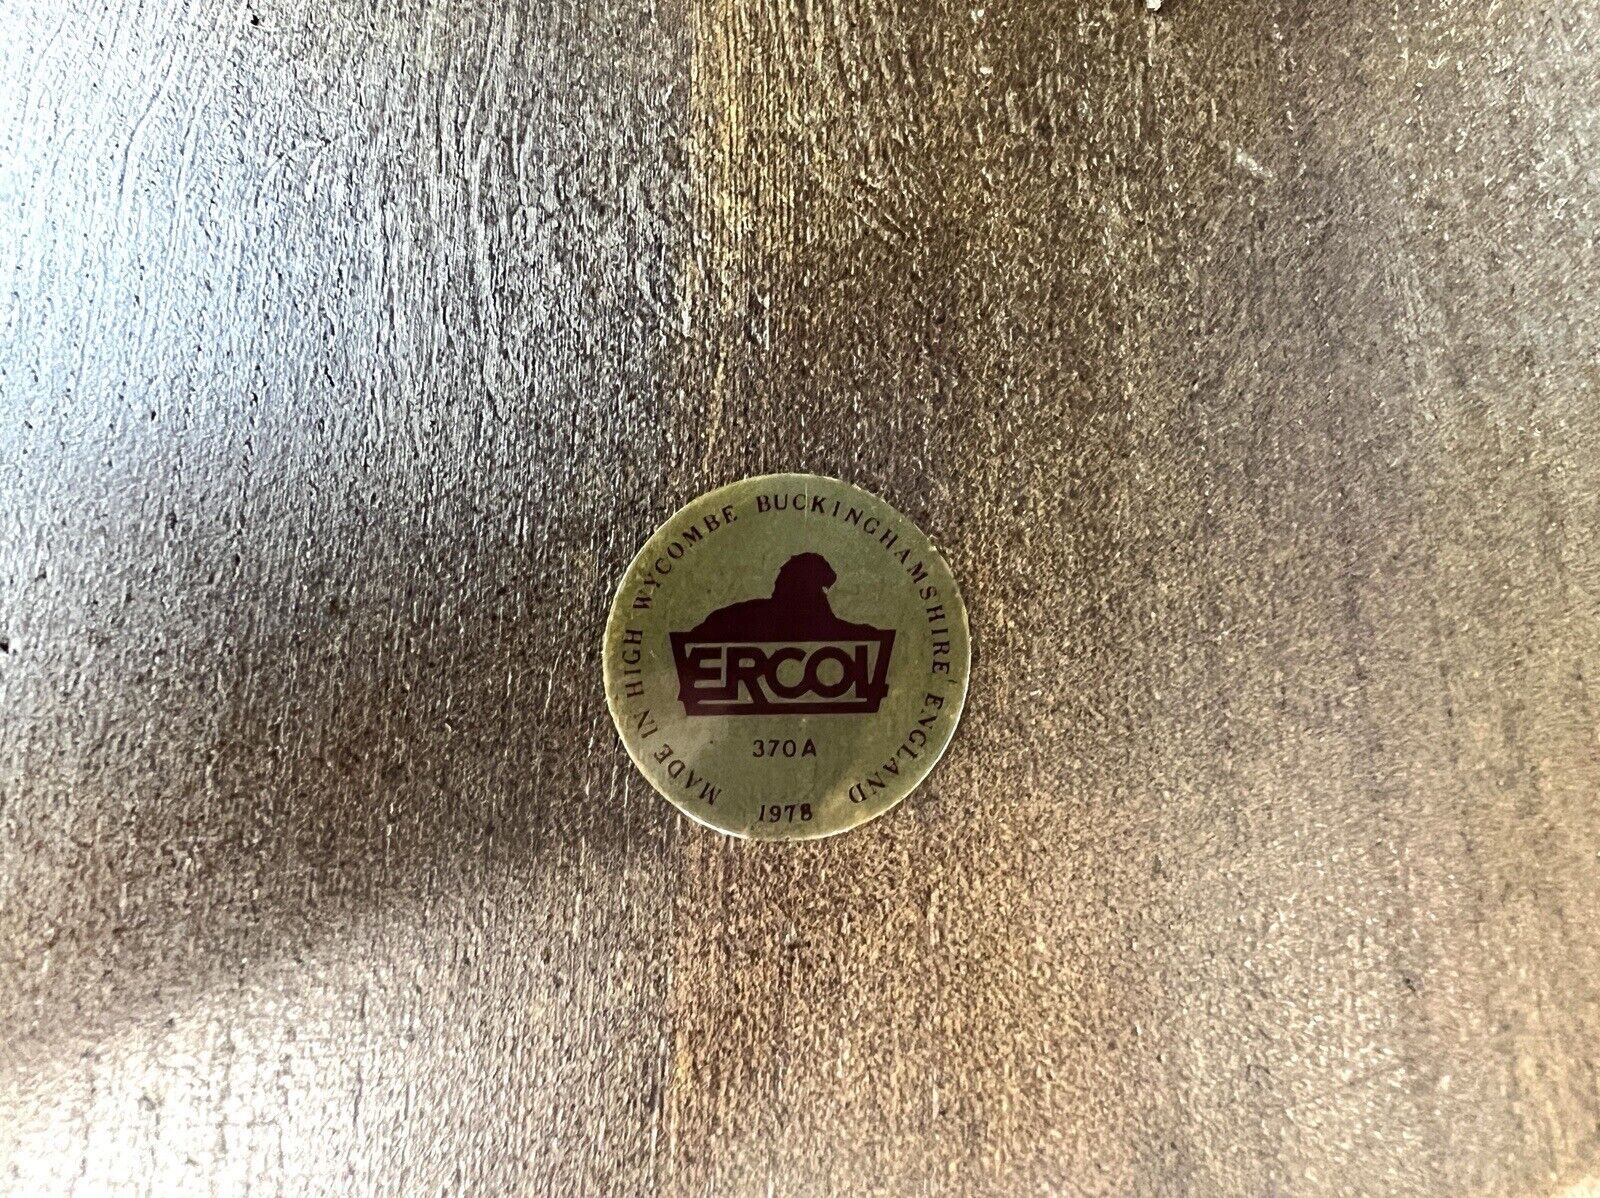 MADE IN HIGH WYCOMBE BUCKINGHAMSHIRE ENGLAND
ERCOL
370A
1978